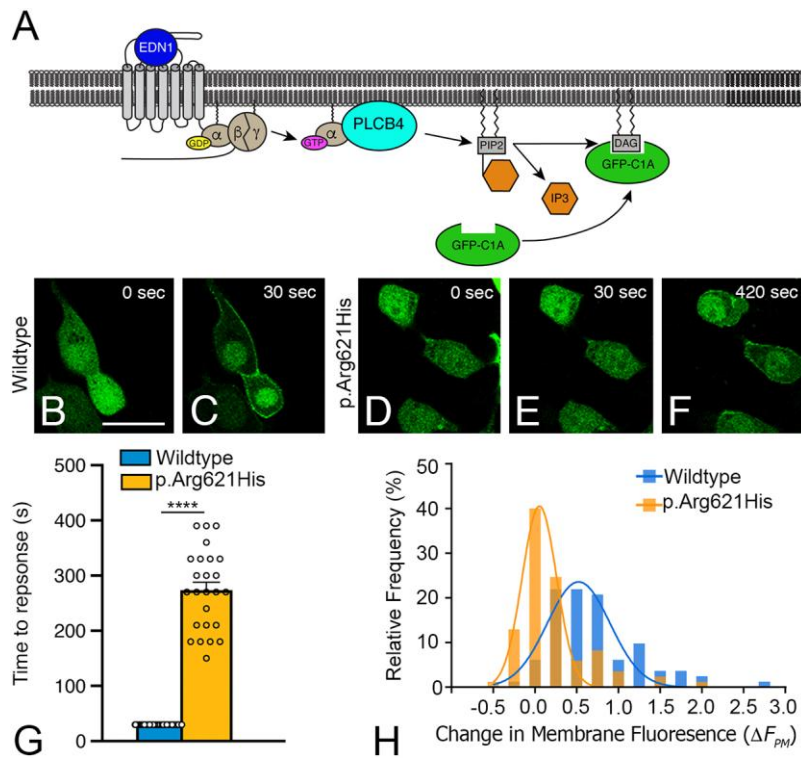 A
EDN1
GDP
α
β
γ
GTP
α
PLCB4
PIP2
IP3
DAG
GFP-C1A
GFP-C1A
Wildtype
0 sec
B
30 sec
C
p.Arg621His
0 sec
D
30 sec
E
420 sec
F
Wildtype
p.Arg621His
****
Time to repsonse (s)
500
400
300
200
100
0
G
Wildtype
p.Arg621His
Relative Frequency (%)
50
40
30
20
10
0
-0.5 0.0 0.5 1.0 1.5 2.0 2.5 3.0
Change in Membrane Fluoresence (ΔF_PM)
H